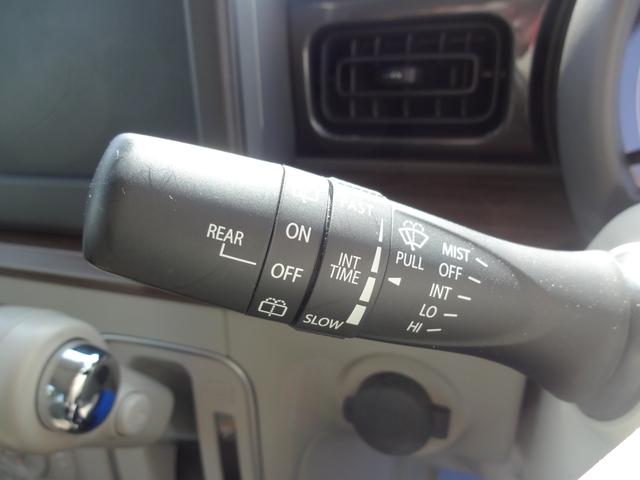 REAR
ON
OFF
FAST
INT
TIME
SLOW
PULL
MIST
OFF
INT
LO
HI